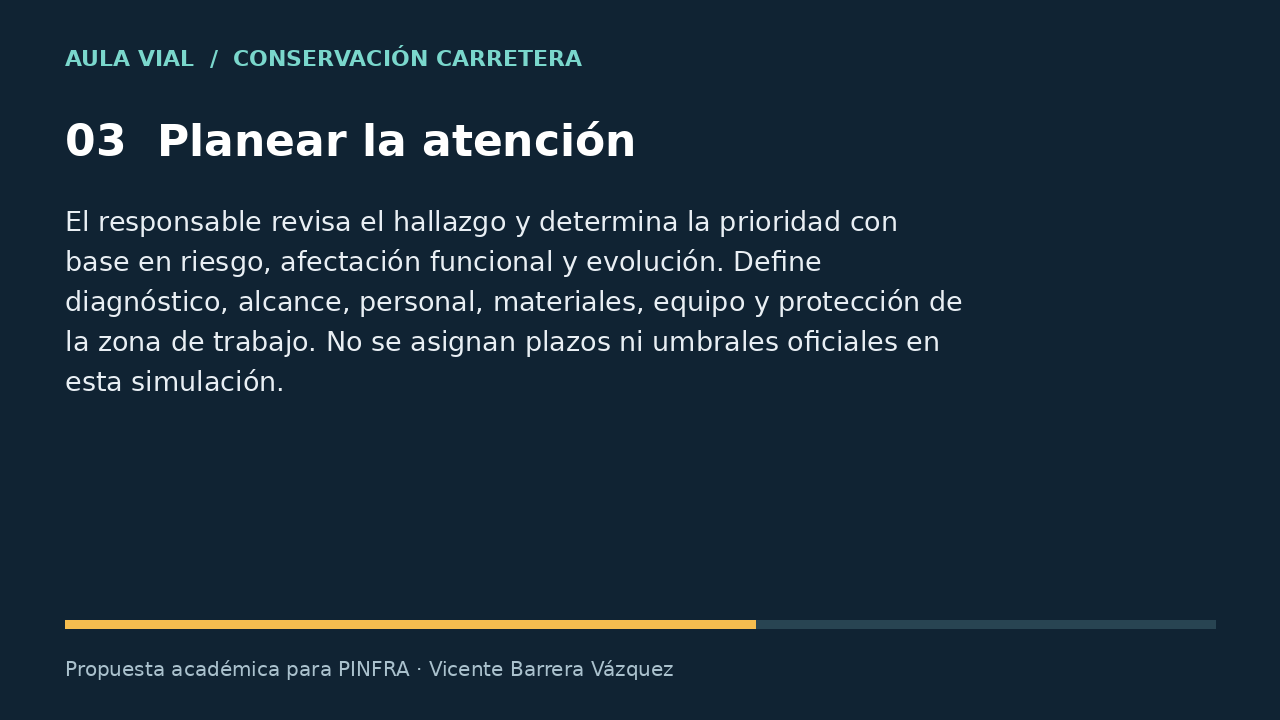 AULA VIAL / CONSERVACIÓN CARRETERA
03 Planear la atención
El responsable revisa el hallazgo y determina la prioridad con
base en riesgo, afectación funcional y evolución. Define
diagnóstico, alcance, personal, materiales, equipo y protección de
la zona de trabajo. No se asignan plazos ni umbrales oficiales en
esta simulación.
Propuesta académica para PINFRA · Vicente Barrera Vázquez